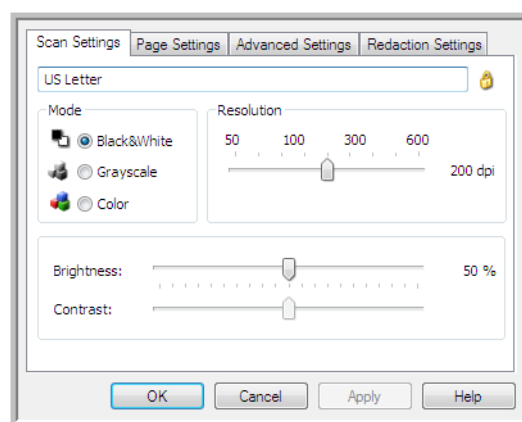 Scan Settings Page Settings Advanced Settings Redaction Settings
US Letter
Mode
Black&White
Grayscale
Color
Resolution
50 100 300 600
200 dpi
Brightness: 50 %
Contrast:
OK Cancel Apply Help